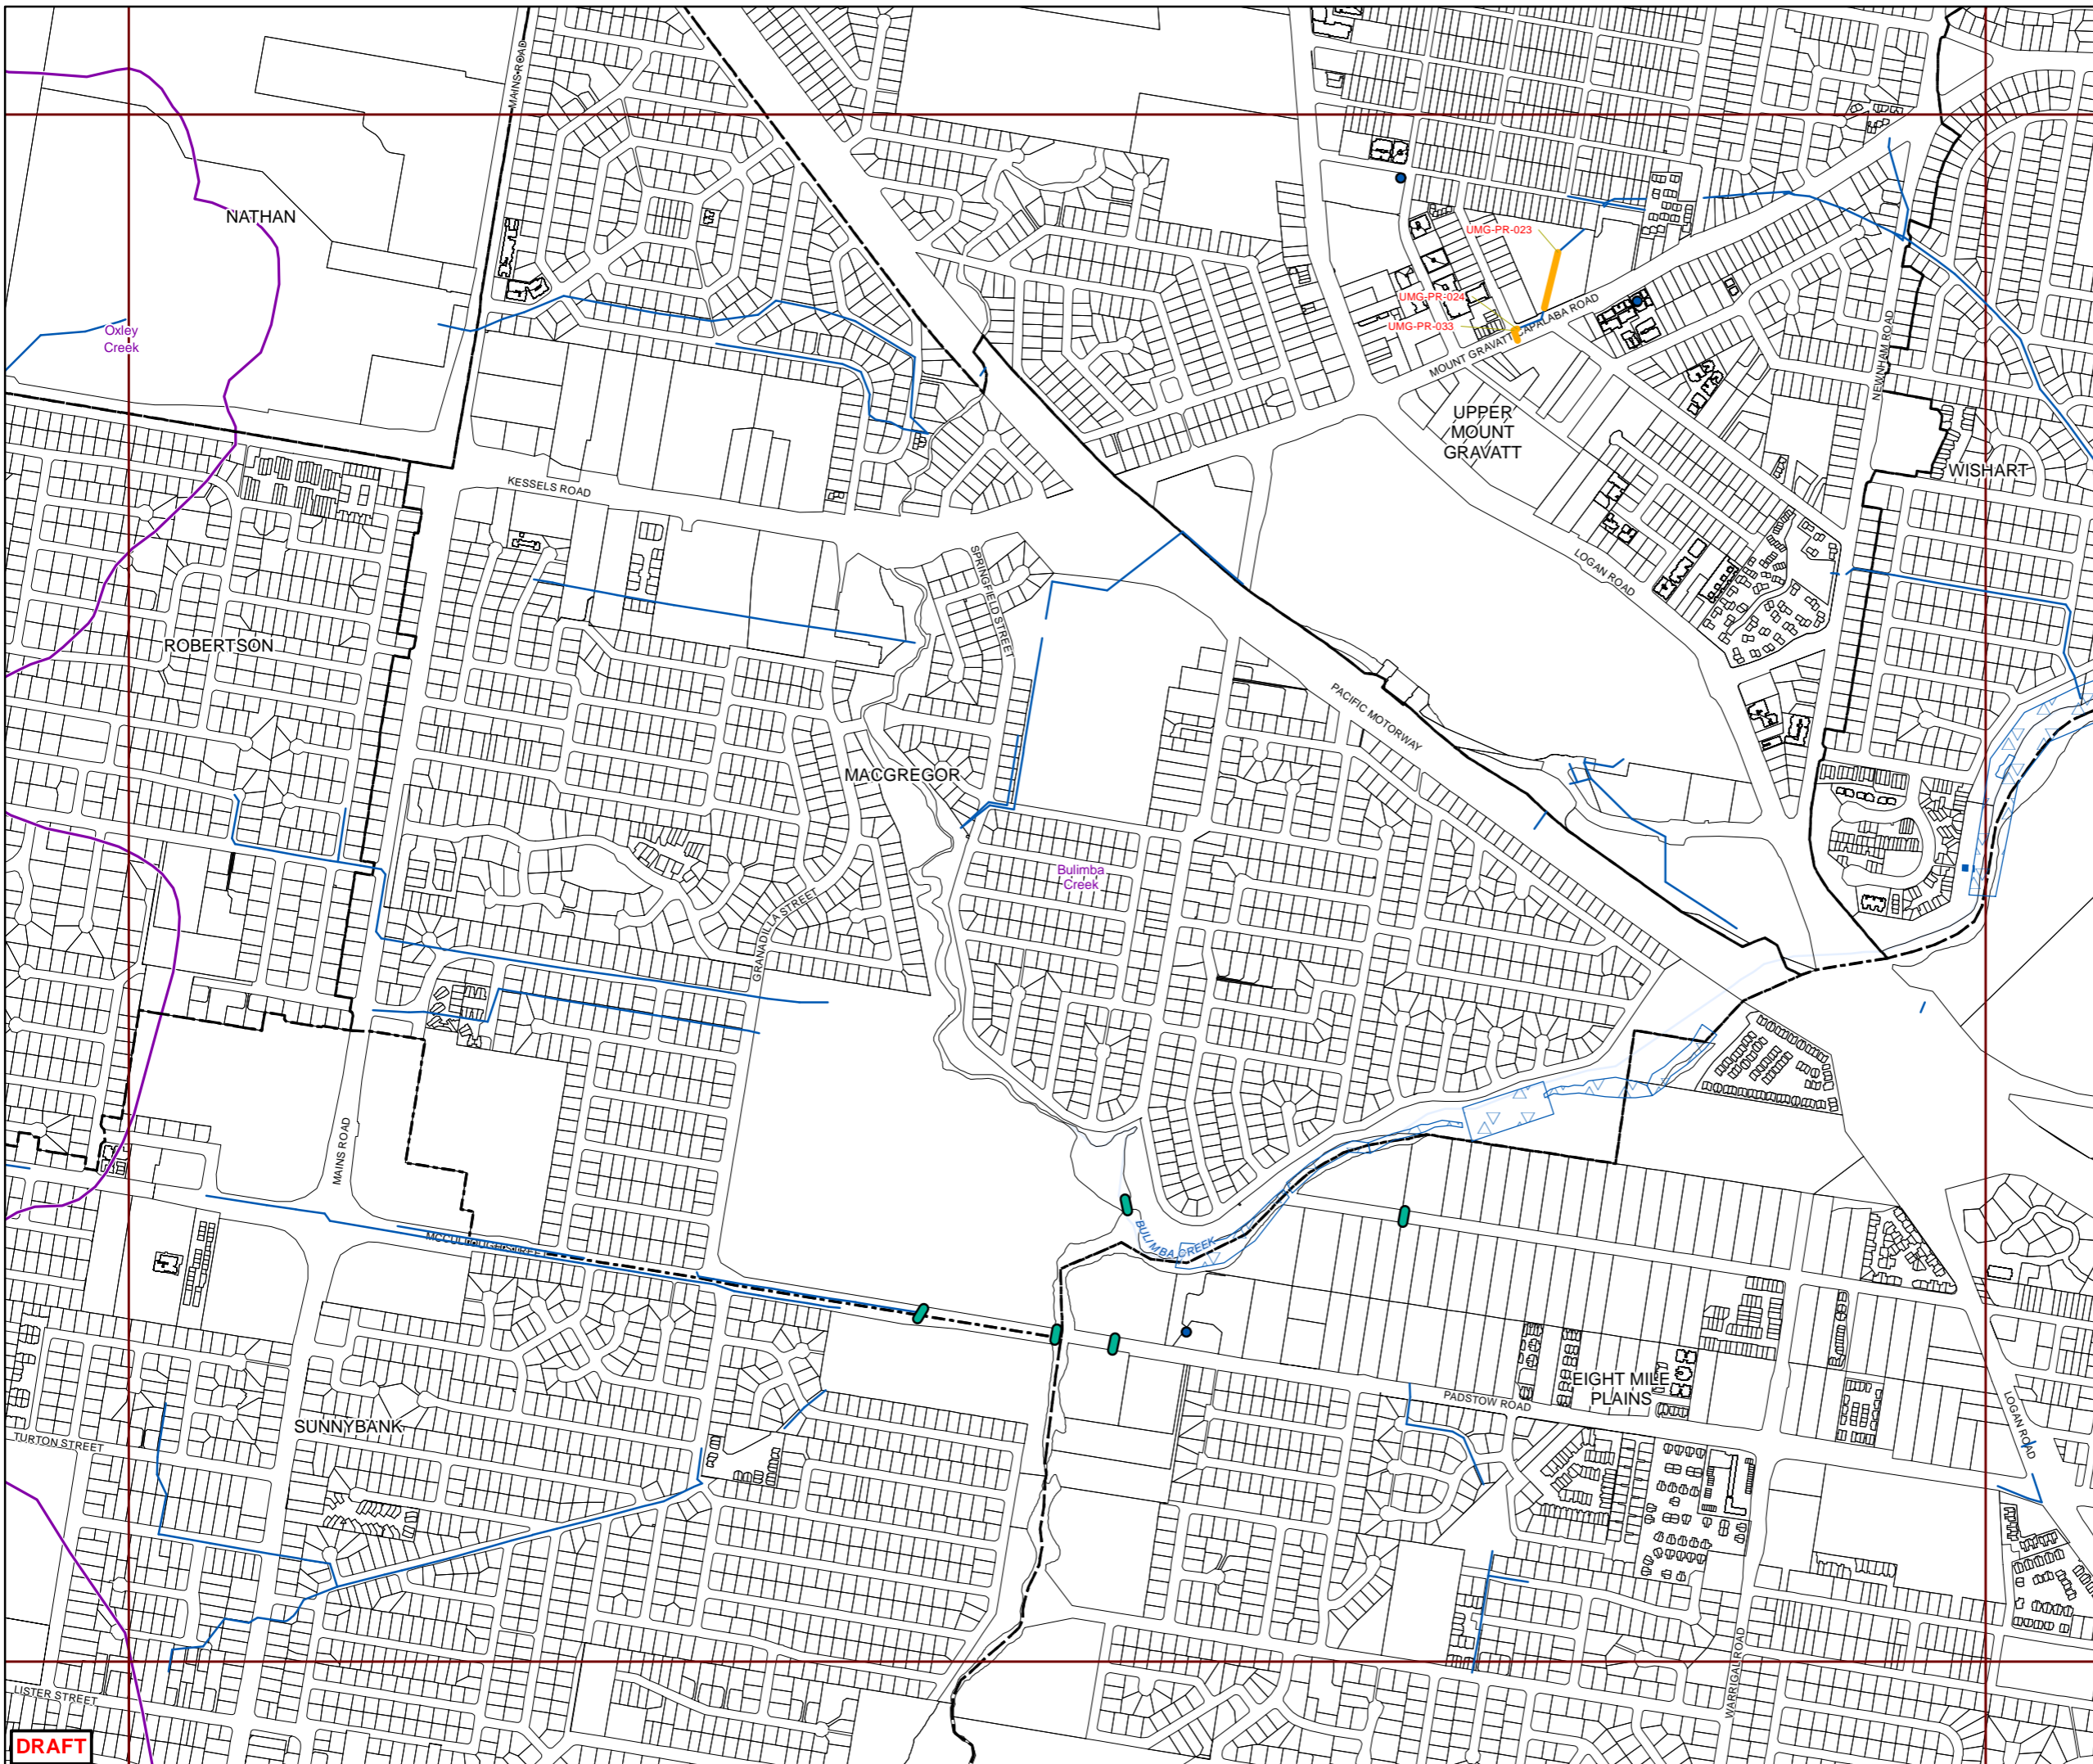 MAINS ROAD
NATHAN
UMG-PR-023
UMG-PR-024
UMG-PR-033
MOUNT GRAVATT CAPALABA ROAD
Oxley
Creek
NEWNHAM ROAD
UPPER
MOUNT
GRAVATT
WISHART
KESSELS ROAD
SPRINGFIELD STREET
LOGAN ROAD
ROBERTSON
PACIFIC MOTORWAY
MACGREGOR
Bulimba
Creek
GRANADILLA STREET
MAINS ROAD
BULIMBA CREEK
MCCULLOUGH STREET
EIGHT MILE
PLAINS
PADSTOW ROAD
LOGAN ROAD
SUNNYBANK
TURTON STREET
WARRIGAL ROAD
LISTER STREET
DRAFT